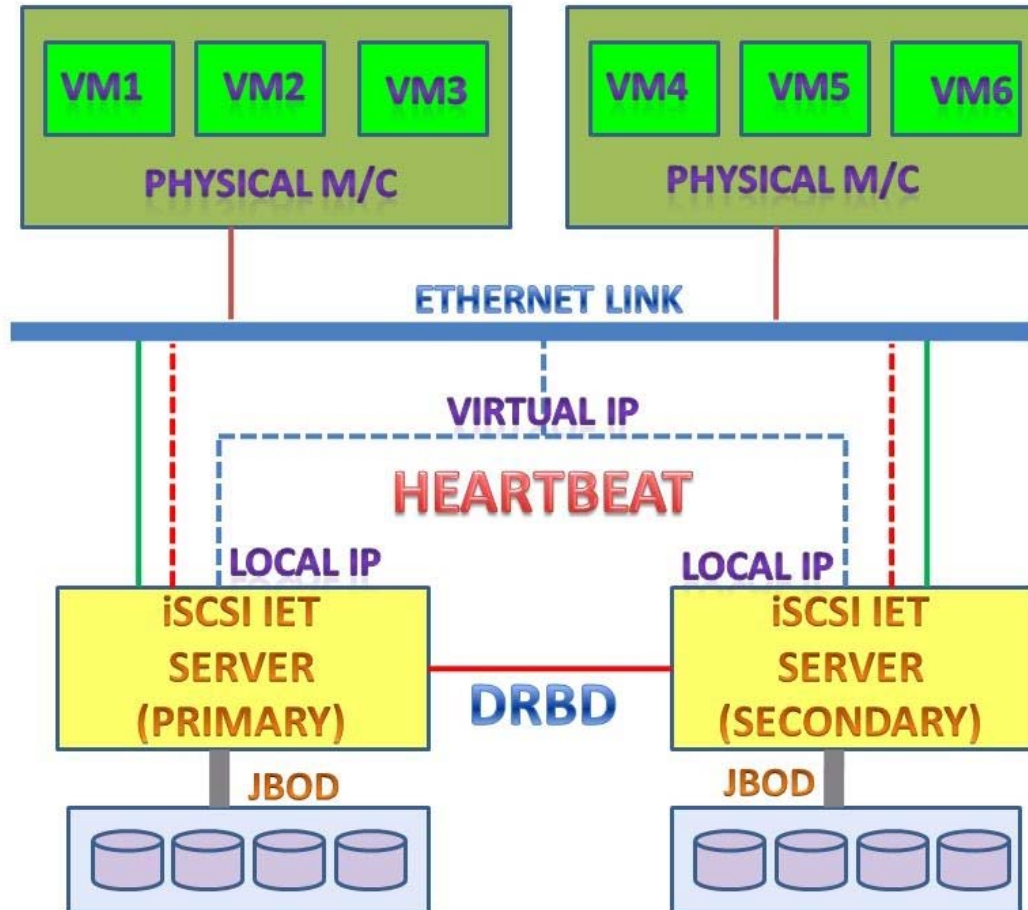 VM1 VM2 VM3
PHYSICAL M/C
VM4 VM5 VM6
PHYSICAL M/C
ETHERNET LINK
VIRTUAL IP
HEARTBEAT
LOCAL IP
LOCAL IP
iSCSI IET
SERVER
(PRIMARY)
DRBD
iSCSI IET
SERVER
(SECONDARY)
JBOD
JBOD